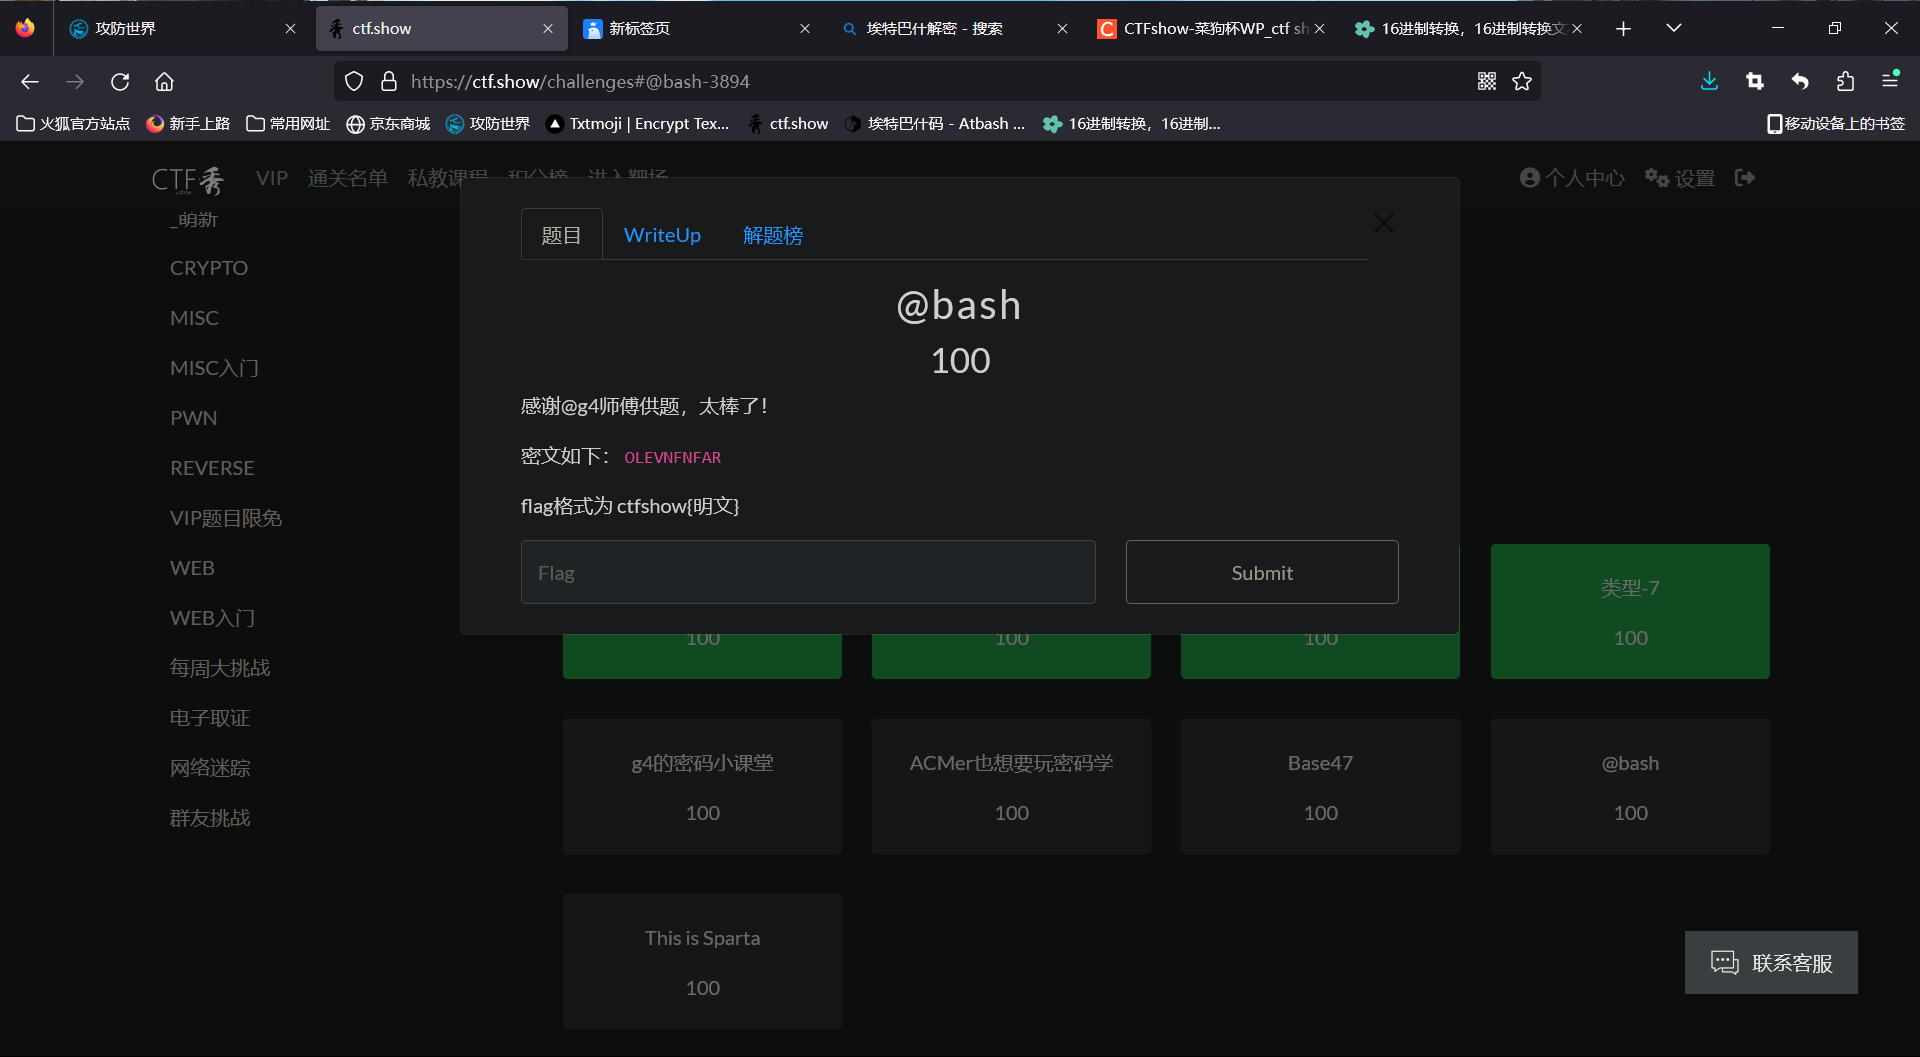 攻防世界
ctf.show
新标签页
埃特巴什解密 - 搜索
CTFshow-菜狗杯WP_ctf sh
16进制转换，16进制转换文
https://ctf.show/challenges#@bash-3894
火狐官方站点
新手上路
常用网址
京东商城
攻防世界
Txtmoji | Encrypt Tex...
ctf.show
埃特巴什码 - Atbash ...
16进制转换，16进制...
移动设备上的书签
CTF秀
VIP
通关名单
私教课程
积分榜
进入靶场
个人中心
设置
_萌新
CRYPTO
MISC
MISC入门
PWN
REVERSE
VIP题目限免
WEB
WEB入门
每周大挑战
电子取证
网络迷踪
群友挑战
题目
WriteUp
解题榜
@bash
100
感谢@g4师傅供题，太棒了！
密文如下： OLEVNFNFAR
flag格式为 ctfshow{明文}
Flag
Submit
100
100
100
类型-7
100
g4的密码小课堂
100
ACMer也想要玩密码学
100
Base47
100
@bash
100
This is Sparta
100
联系客服